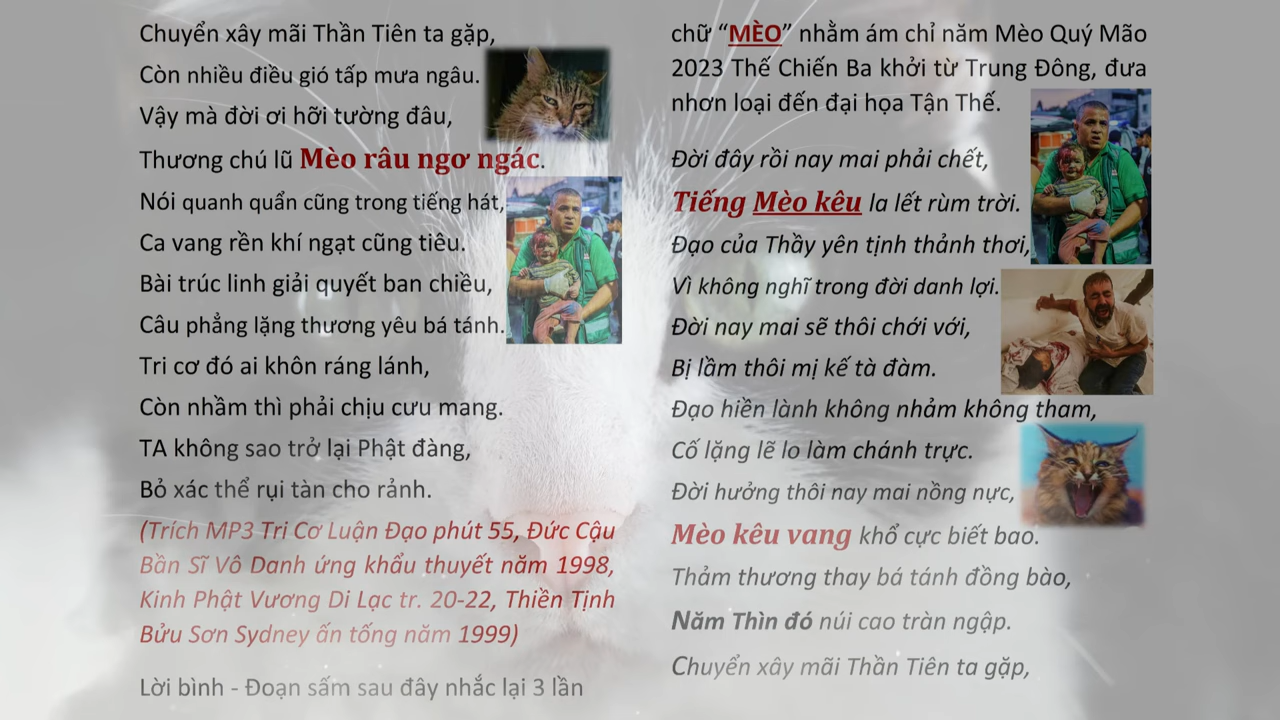 Chuyển xây mãi Thần Tiên ta gặp,
Còn nhiều điều gió tấp mưa ngâu.
Vậy mà đời ơi hỡi tường đâu,
Thương chú lũ Mèo râu ngơ ngác.
Nói quanh quẩn cũng trong tiếng hát,
Ca vang rền khí ngạt cũng tiêu.
Bài trúc linh giải quyết ban chiều,
Câu phẳng lặng thương yêu bá tánh.
Tri cơ đó ai khôn ráng lánh,
Còn nhầm thì phải chịu cưu mang.
TA không sao trở lại Phật đàng,
Bỏ xác thể rụi tàn cho rảnh.
(Trích MP3 Tri Cơ Luận Đạo phút 55, Đức Cậu
Bần Sĩ Vô Danh ứng khẩu thuyết năm 1998,
Kinh Phật Vương Di Lạc tr. 20-22, Thiền Tịnh
Bửu Sơn Sydney ấn tống năm 1999)
Lời bình - Đoạn sấm sau đây nhắc lại 3 lần
chữ “MÈO” nhằm ám chỉ năm Mèo Quý Mão
2023 Thế Chiến Ba khởi từ Trung Đông, đưa
nhơn loại đến đại họa Tận Thế.
Đời đây rồi nay mai phải chết,
Tiếng Mèo kêu la lết rùm trời.
Đạo của Thầy yên tịnh thảnh thơi,
Vì không nghĩ trong đời danh lợi.
Đời nay mai sẽ thôi chới với,
Bị lầm thôi mị kế tà đàm.
Đạo hiền lành không nhảm không tham,
Cố lặng lẽ lo làm chánh trực.
Đời hưởng thôi nay mai nồng nực,
Mèo kêu vang khổ cực biết bao.
Thảm thương thay bá tánh đồng bào,
Năm Thìn đó núi cao tràn ngập.
Chuyển xây mãi Thần Tiên ta gặp,